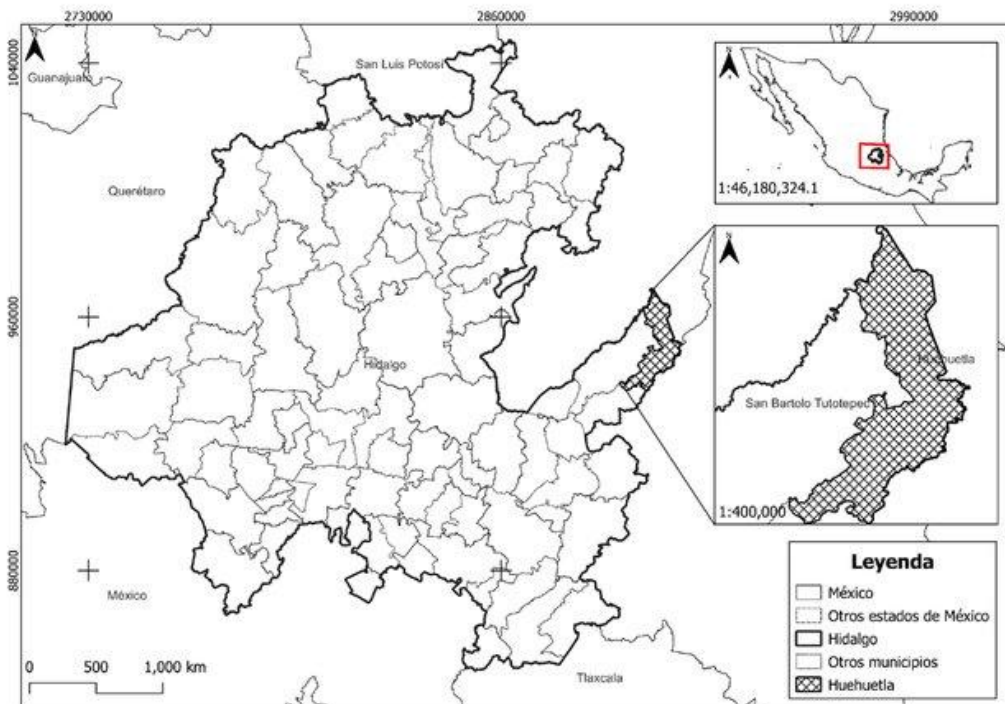 2730000
2860000
2990000
1040000
960000
880000
Guanajuato
San Luis Potosí
Querétaro
Hidalgo
México
Tlaxcala
0 500 1,000 km
N
1:46,180,324.1
N
Huehuetla
San Bartolo Tutotepec
1:400,000
Leyenda
México
Otros estados de México
Hidalgo
Otros municipios
Huehuetla